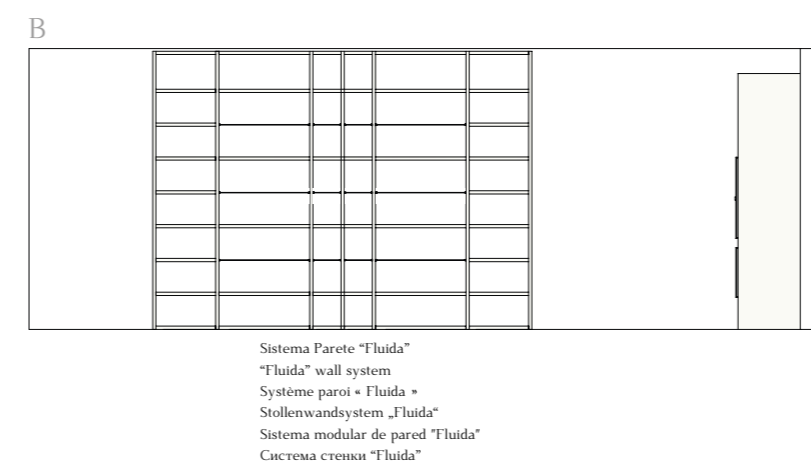 B
Sistema Parete “Fluida”
“Fluida” wall system
Système paroi « Fluida »
Stollenwandsystem „Fluida“
Sistema modular de pared "Fluida"
Система стенки “Fluida”